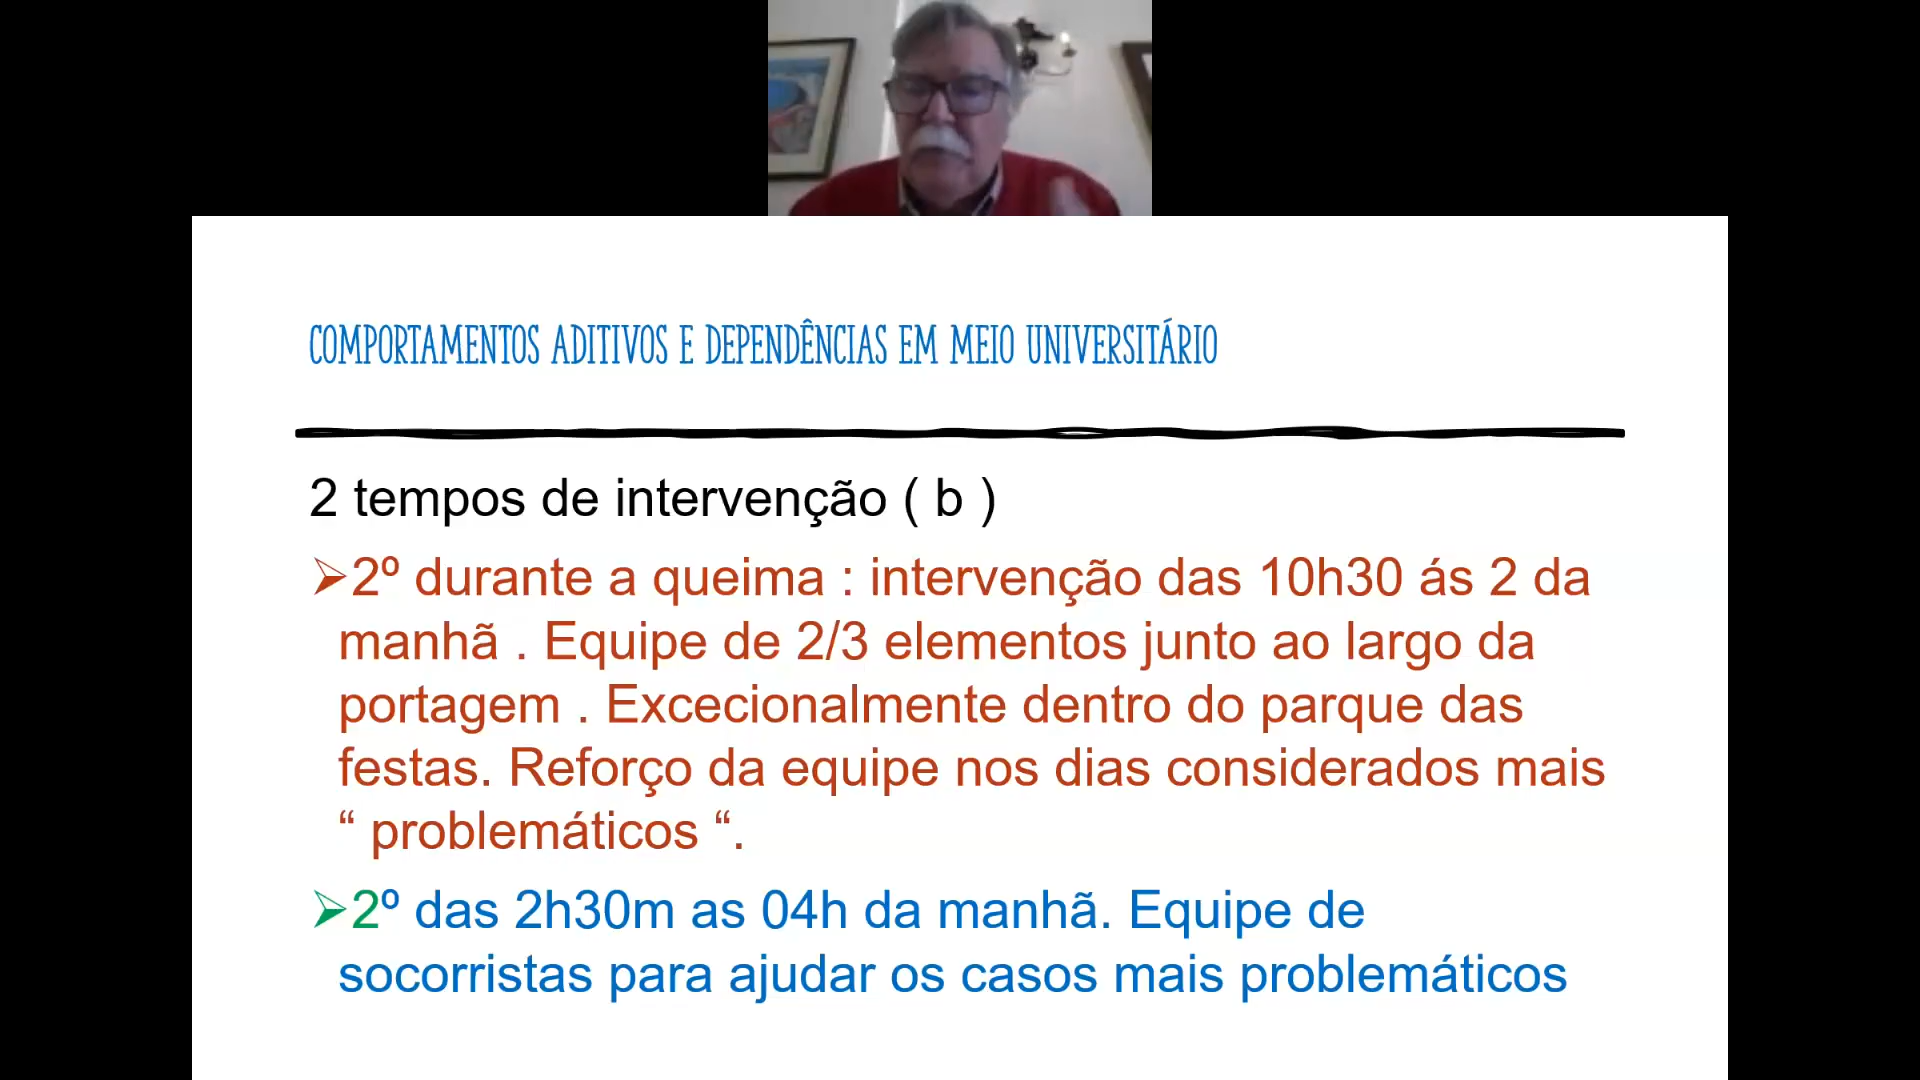 COMPORTAMENTOS ADITIVOS E DEPENDÊNCIAS EM MEIO UNIVERSITÁRIO
2 tempos de intervenção ( b )
➢2º durante a queima : intervenção das 10h30 ás 2 da
manhã . Equipe de 2/3 elementos junto ao largo da
portagem . Excecionalmente dentro do parque das
festas. Reforço da equipe nos dias considerados mais
“ problemáticos “.
➢2º das 2h30m as 04h da manhã. Equipe de
socorristas para ajudar os casos mais problemáticos